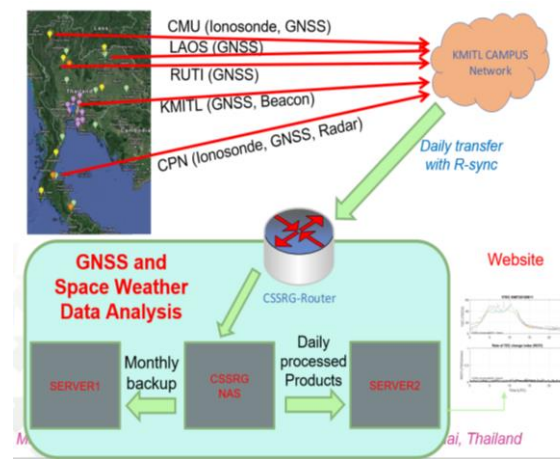 CMU (Ionosonde, GNSS)
LAOS (GNSS)
RUTI (GNSS)
KMITL (GNSS, Beacon)
CPN (Ionosonde, GNSS, Radar)
KMITL CAMPUS
Network
Daily transfer
with R-sync
CSSRG-Router
GNSS and
Space Weather
Data Analysis
Website
SERVER1
Monthly
backup
CSSRG
NAS
Daily
processed
Products
SERVER2
ai, Thailand